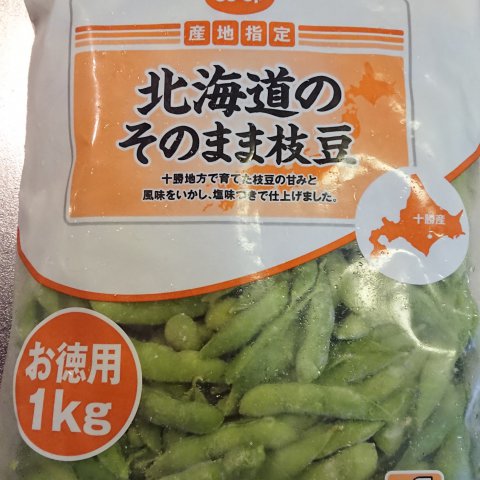 産地指定
北海道の
そのまま枝豆
十勝地方で育てた枝豆の甘みと
風味をいかし、塩味つきで仕上げました。
十勝産
お徳用
1kg